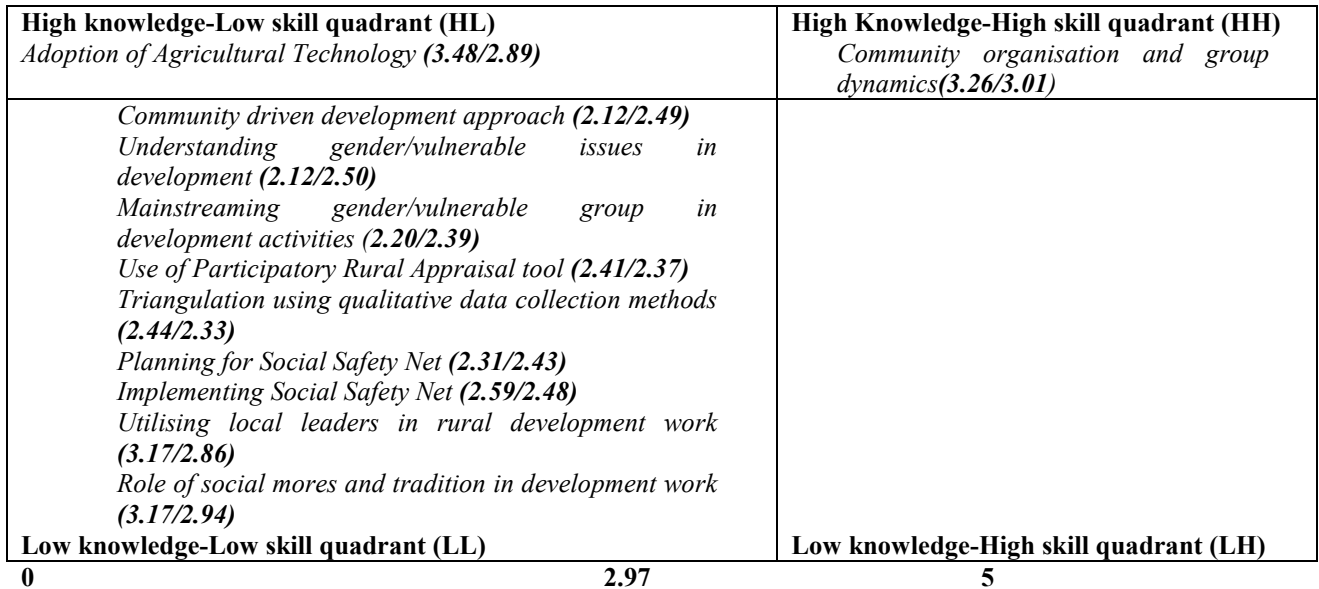 High knowledge-Low skill quadrant (HL)
Adoption of Agricultural Technology (3.48/2.89)
High Knowledge-High skill quadrant (HH)
Community organisation and group
dynamics(3.26/3.01)
Community driven development approach (2.12/2.49)
Understanding gender/vulnerable issues in
development (2.12/2.50)
Mainstreaming gender/vulnerable group in
development activities (2.20/2.39)
Use of Participatory Rural Appraisal tool (2.41/2.37)
Triangulation using qualitative data collection methods
(2.44/2.33)
Planning for Social Safety Net (2.31/2.43)
Implementing Social Safety Net (2.59/2.48)
Utilising local leaders in rural development work
(3.17/2.86)
Role of social mores and tradition in development work
(3.17/2.94)
Low knowledge-Low skill quadrant (LL)
Low knowledge-High skill quadrant (LH)
0 2.97 5